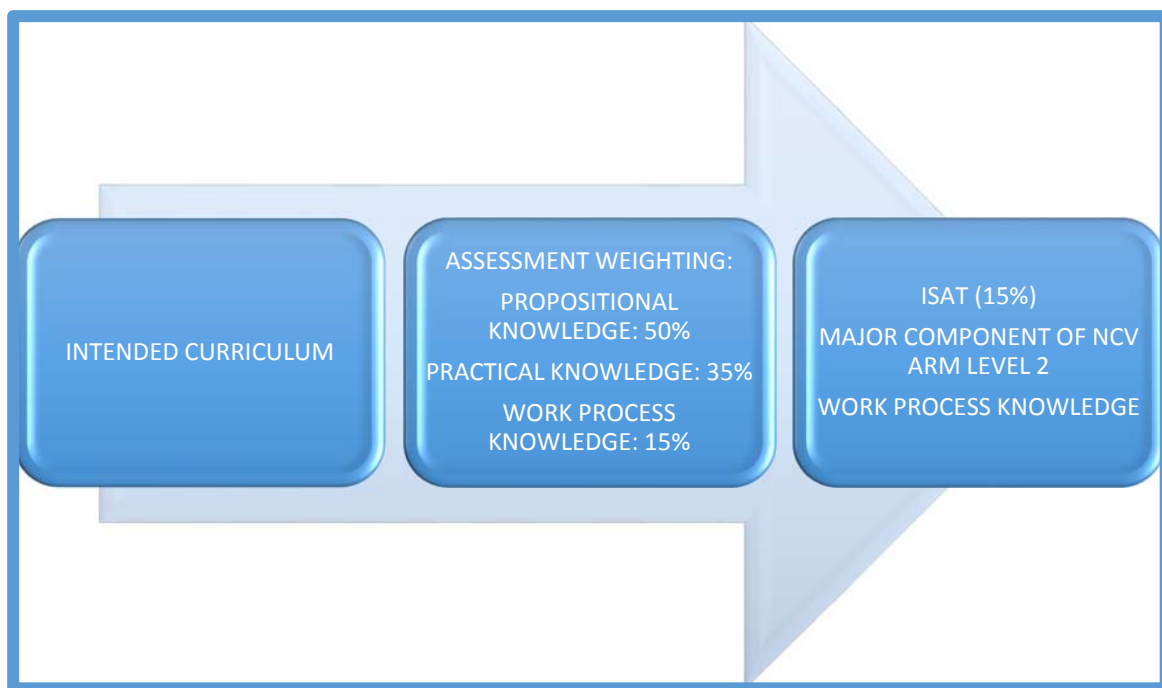 INTENDED CURRICULUM
ASSESSMENT WEIGHTING:
PROPOSITIONAL
KNOWLEDGE: 50%
PRACTICAL KNOWLEDGE: 35%
WORK PROCESS
KNOWLEDGE: 15%
ISAT (15%)
MAJOR COMPONENT OF NCV
ARM LEVEL 2
WORK PROCESS KNOWLEDGE